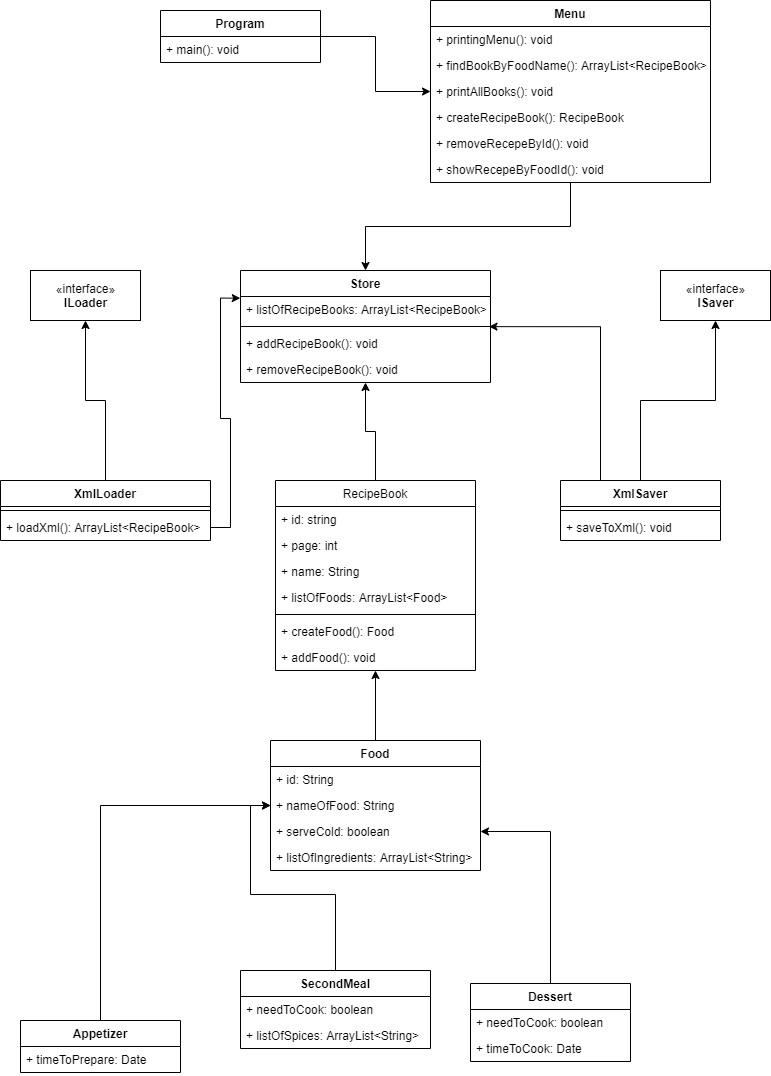 Program
+ main(): void
Menu
+ printingMenu(): void
+ findBookByFoodName(): ArrayList<RecipeBook>
+ printAllBooks(): void
+ createRecipeBook(): RecipeBook
+ removeRecepeById(): void
+ showRecepeByFoodId(): void
«interface»
ILoader
Store
+ listOfRecipeBooks: ArrayList<RecipeBook>
+ addRecipeBook(): void
+ removeRecipeBook(): void
«interface»
ISaver
XmlLoader
+ loadXml(): ArrayList<RecipeBook>
RecipeBook
+ id: string
+ page: int
+ name: String
+ listOfFoods: ArrayList<Food>
+ createFood(): Food
+ addFood(): void
XmlSaver
+ saveToXml(): void
Food
+ id: String
+ nameOfFood: String
+ serveCold: boolean
+ listOfIngredients: ArrayList<String>
Appetizer
+ timeToPrepare: Date
SecondMeal
+ needToCook: boolean
+ listOfSpices: ArrayList<String>
Dessert
+ needToCook: boolean
+ timeToCook: Date